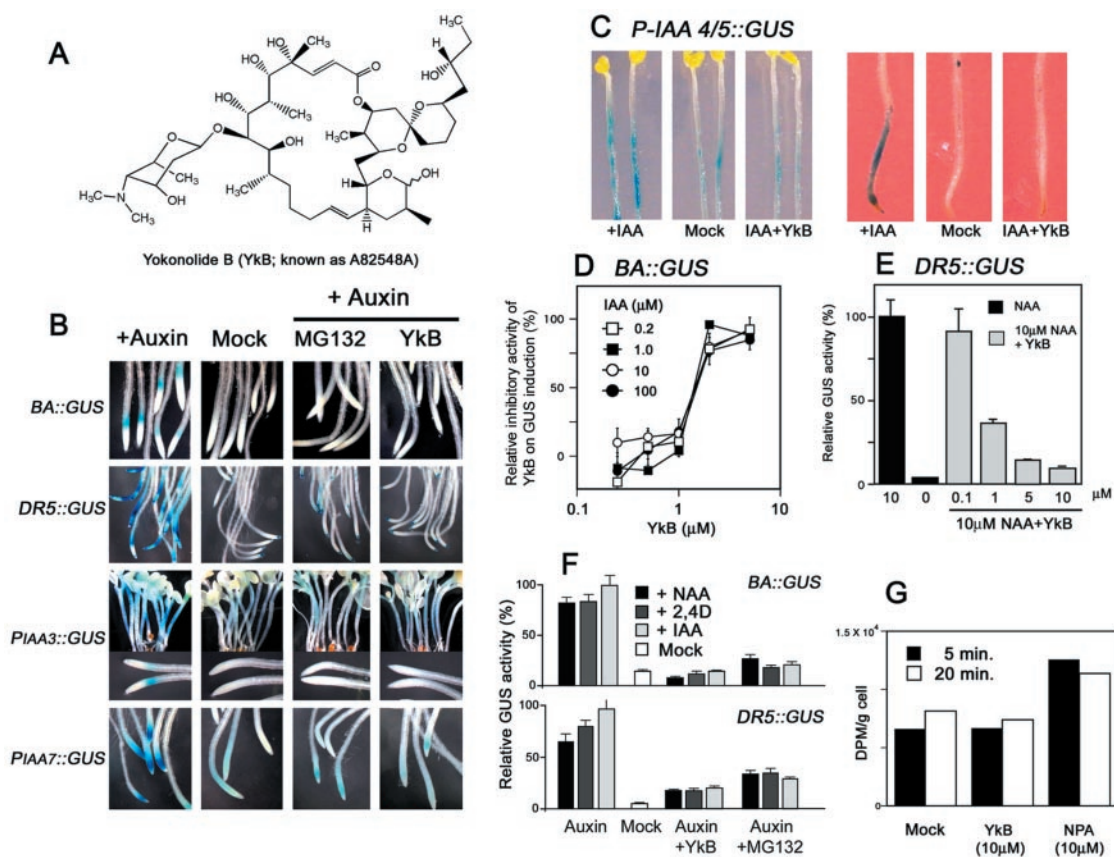 A
H₃C
HO
HO
CH₃
H
HO
O
O
HO
CH₃
O
O
O
H₃C
O
O
OH
H
O
OH
CH₃
H₃C
H₃C
N
OH
CH₃
H
Yokonolide B (YkB; known as A82548A)
B
+ Auxin
+Auxin
Mock
MG132
YkB
BA::GUS
DR5::GUS
PIAA3::GUS
PIAA7::GUS
C
P-IAA 4/5::GUS
+IAA
Mock
IAA+YkB
+IAA
Mock
IAA+YkB
D
BA::GUS
Relative inhibitory activity of
YkB on GUS induction (%)
100
50
0
IAA (μM)
0.2
1.0
10
100
0.1
1
10
YkB (μM)
E
DR5::GUS
Relative GUS activity (%)
100
50
0
NAA
10μM NAA
+ YkB
10
0
0.1
1
5
10
μM
10μM NAA+YkB
F
BA::GUS
Relative GUS activity (%)
100
50
0
+ NAA
+ 2,4D
+ IAA
Mock
DR5::GUS
100
50
0
Auxin
Mock
Auxin
+YkB
Auxin
+MG132
G
1.5 X 10⁴
DPM/g cell
0
5 min.
20 min.
Mock
YkB
(10μM)
NPA
(10μM)